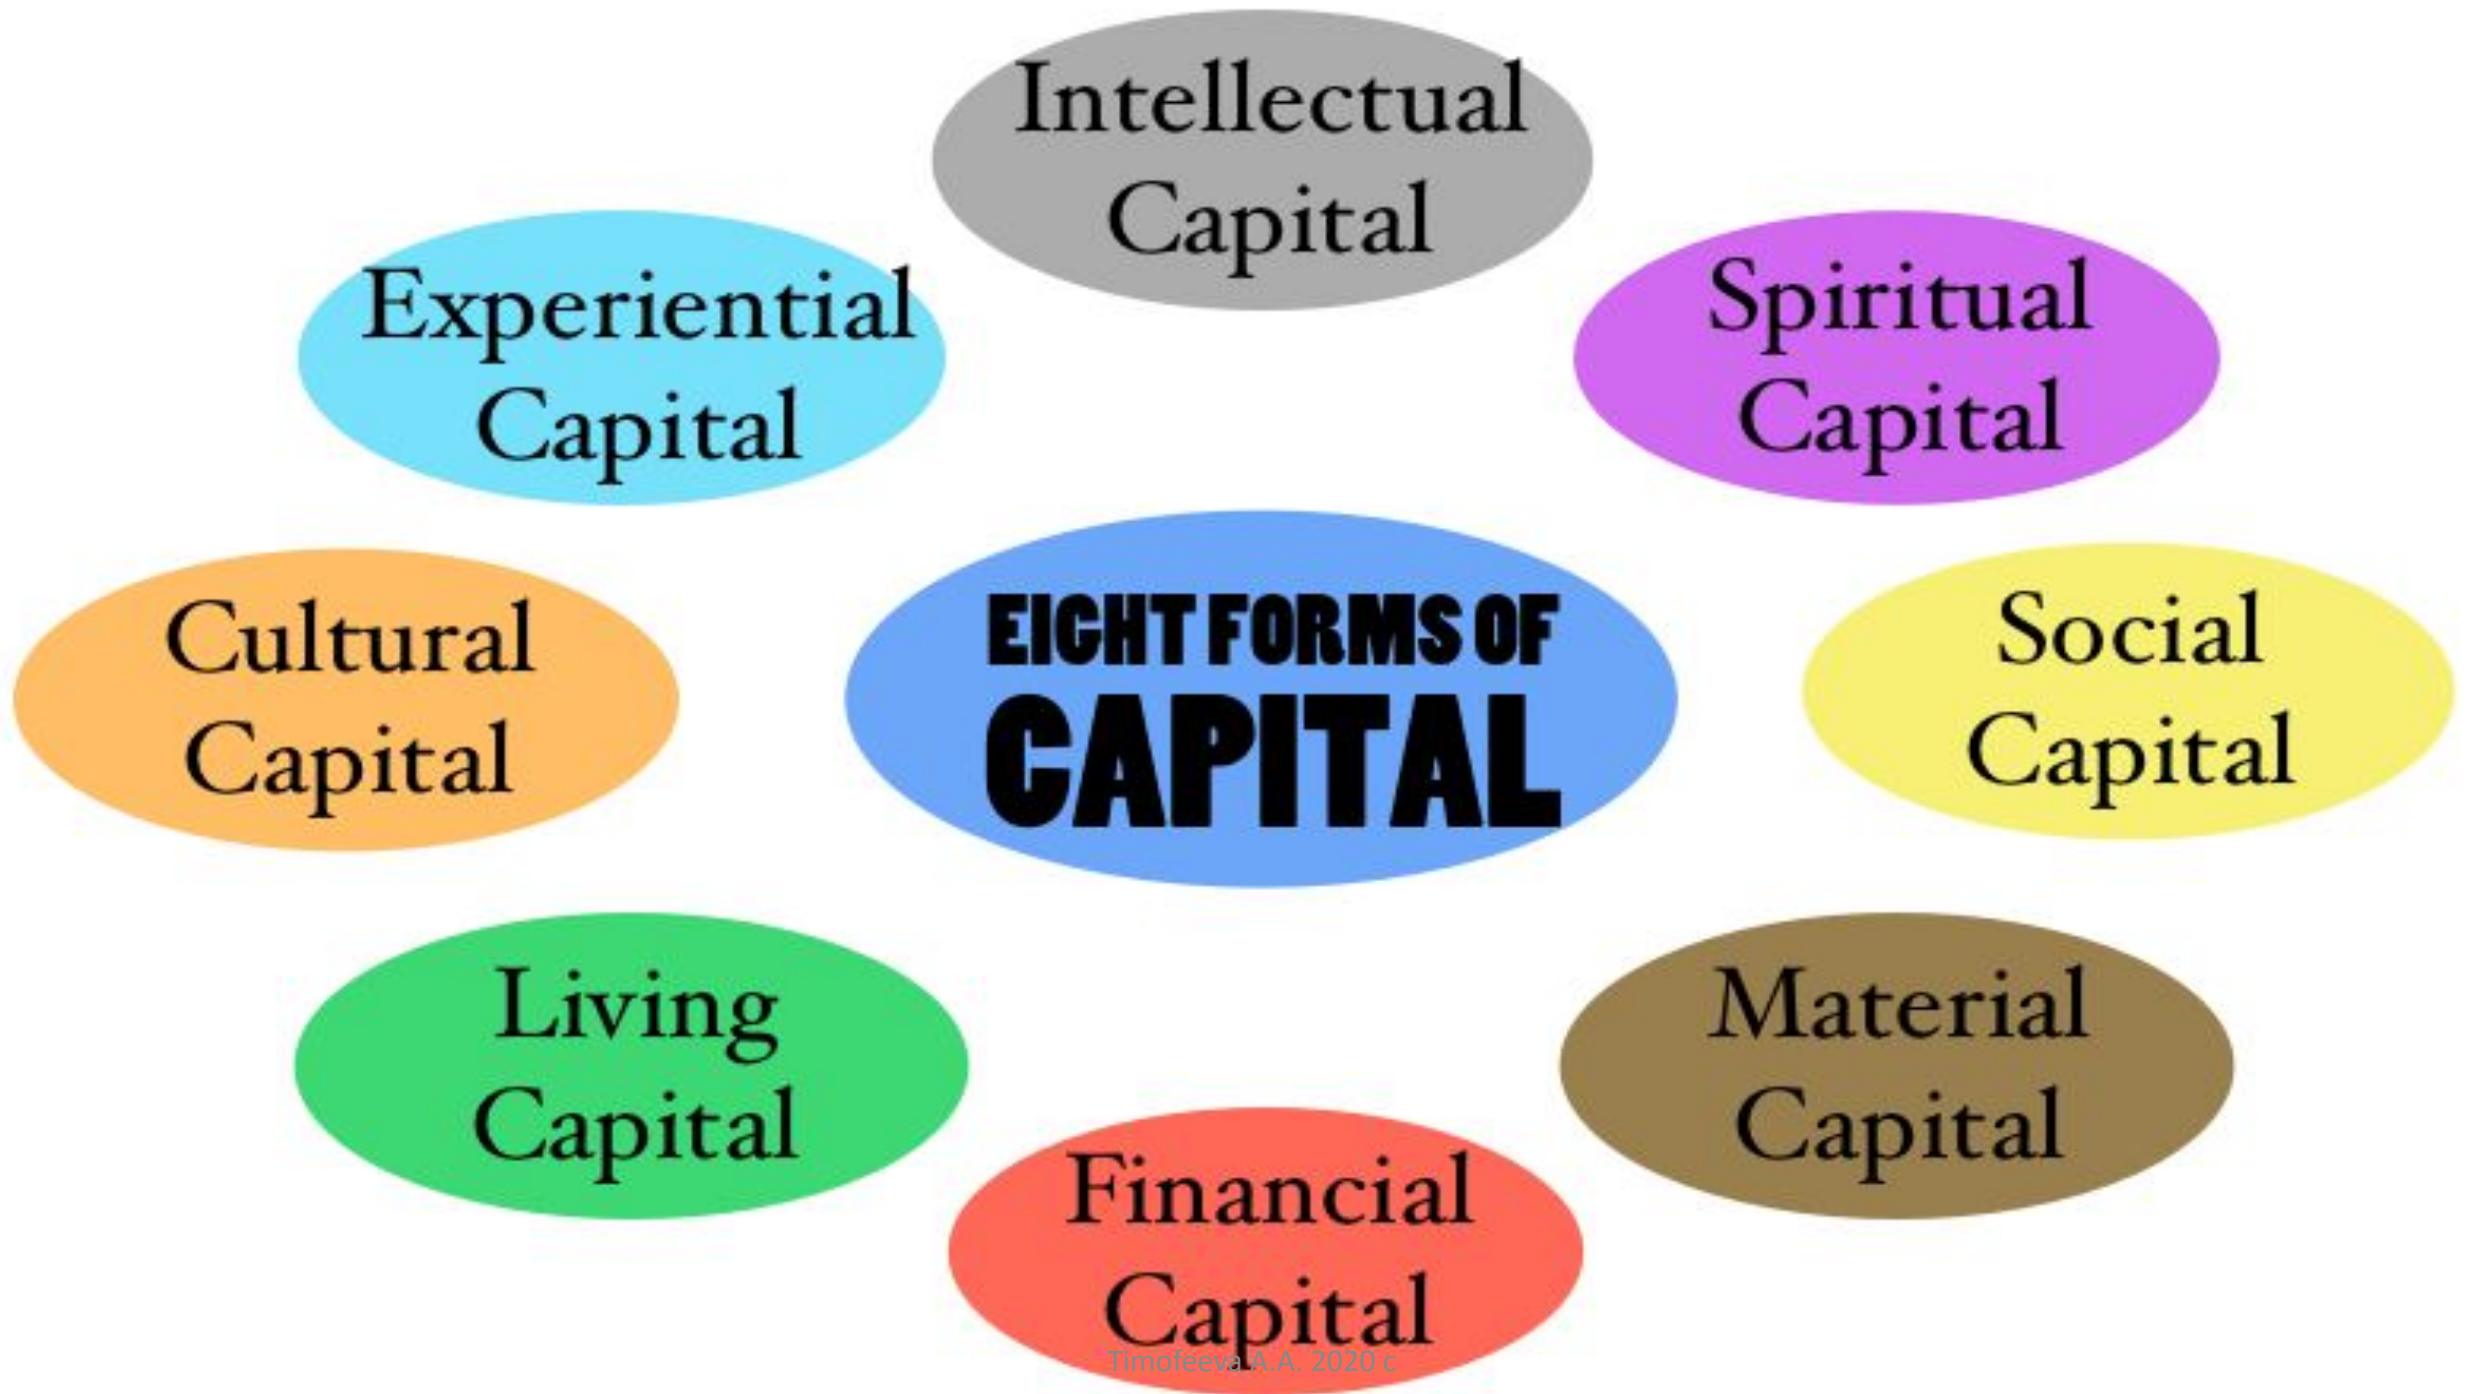 Intellectual
Capital
Experiential
Capital
Spiritual
Capital
Cultural
Capital
EIGHT FORMS OF
CAPITAL
Social
Capital
Living
Capital
Material
Capital
Financial
Capital
Timofeeva A.A. 2020 c